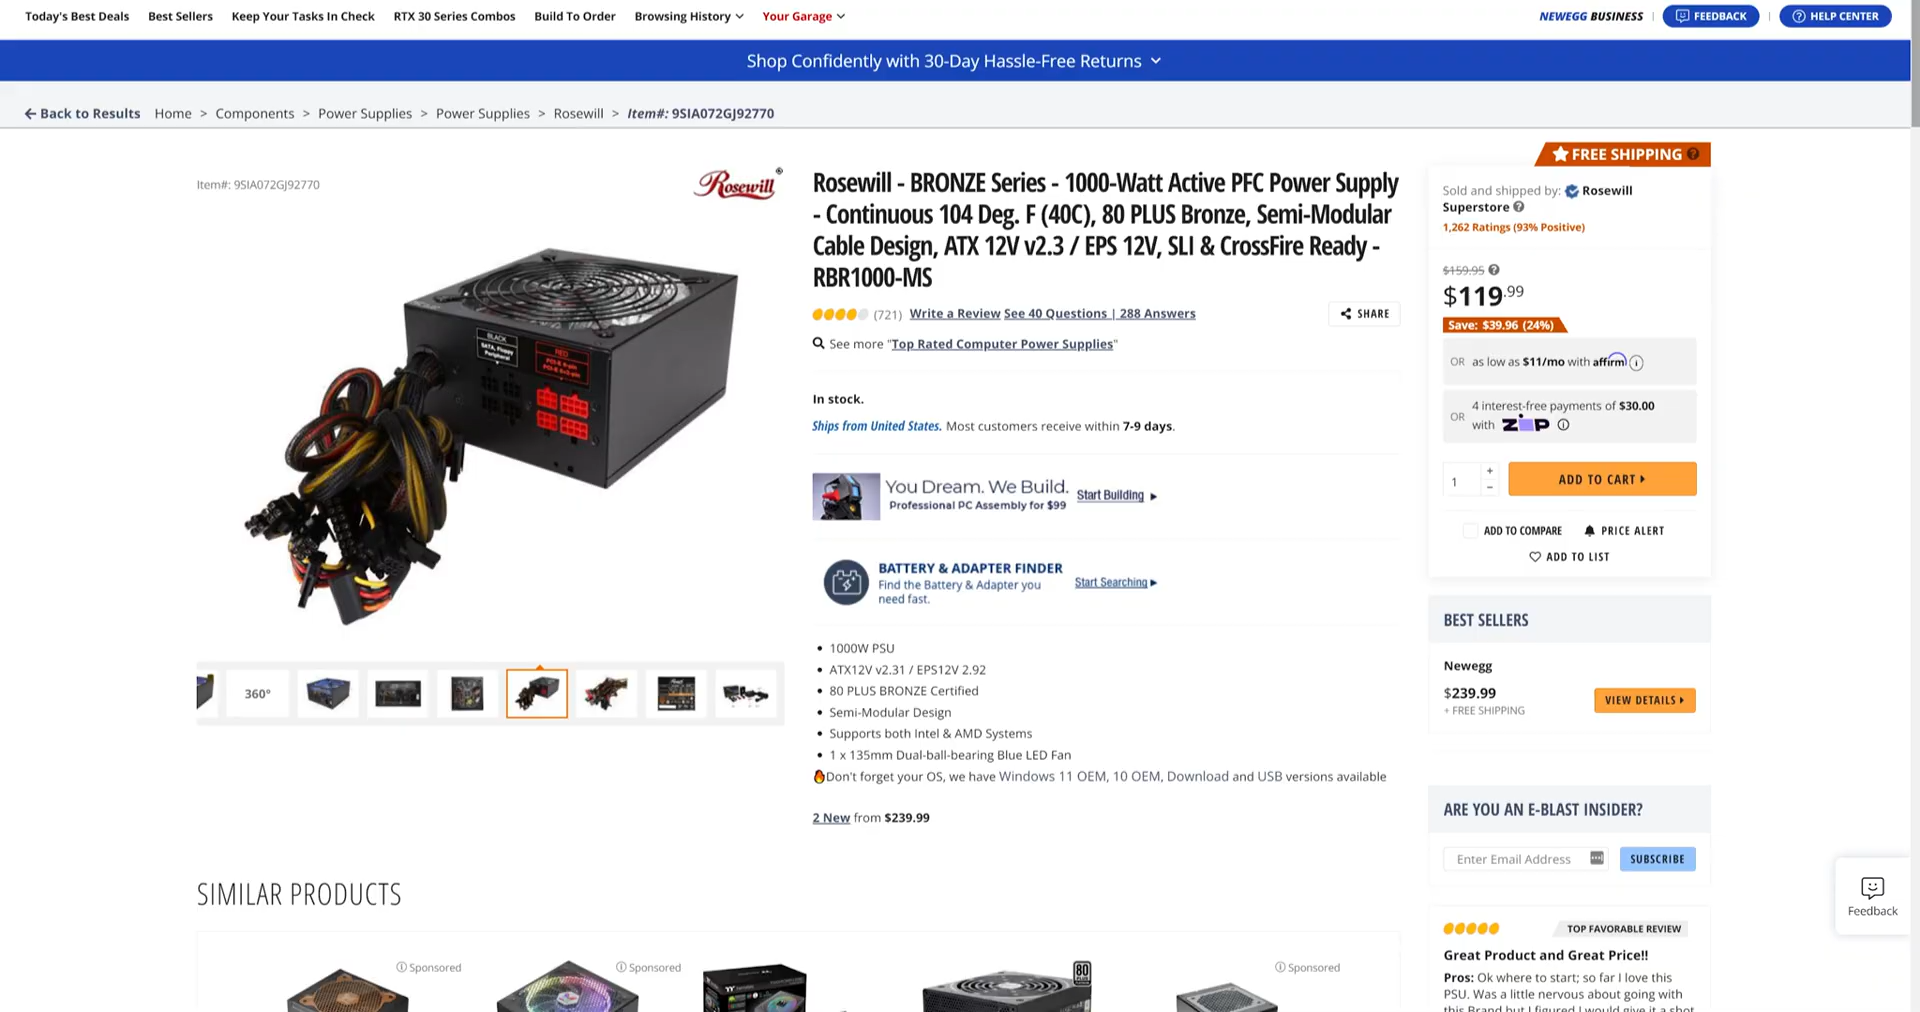 Today's Best Deals
Best Sellers
Keep Your Tasks In Check
RTX 30 Series Combos
Build To Order
Browsing History
Your Garage
NEWEGG BUSINESS
FEEDBACK
HELP CENTER
Shop Confidently with 30-Day Hassle-Free Returns
Back to Results
Home > Components > Power Supplies > Power Supplies > Rosewill > Item#: 9SIA072GJ92770
Item#: 9SIA072GJ92770
Rosewill®
BLACK
SATA, Floppy
Peripheral
RED
360°
Rosewill - BRONZE Series - 1000-Watt Active PFC Power Supply
- Continuous 104 Deg. F (40C), 80 PLUS Bronze, Semi-Modular
Cable Design, ATX 12V v2.3 / EPS 12V, SLI & CrossFire Ready -
RBR1000-MS
(721) Write a Review See 40 Questions | 288 Answers
SHARE
See more "Top Rated Computer Power Supplies"
In stock.
Ships from United States. Most customers receive within 7-9 days.
You Dream. We Build.
Professional PC Assembly for $99
Start Building
BATTERY & ADAPTER FINDER
Find the Battery & Adapter you
need fast.
Start Searching
• 1000W PSU
• ATX12V v2.31 / EPS12V 2.92
• 80 PLUS BRONZE Certified
• Semi-Modular Design
• Supports both Intel & AMD Systems
• 1 x 135mm Dual-ball-bearing Blue LED Fan
Don't forget your OS, we have Windows 11 OEM, 10 OEM, Download and USB versions available
2 New from $239.99
FREE SHIPPING
Sold and shipped by: Rosewill
Superstore
1,262 Ratings (93% Positive)
$159.95
$119.99
Save: $39.96 (24%)
OR as low as $11/mo with affirm
OR 4 interest-free payments of $30.00
with zip
1
ADD TO CART
ADD TO COMPARE
PRICE ALERT
ADD TO LIST
BEST SELLERS
Newegg
$239.99
+ FREE SHIPPING
VIEW DETAILS
ARE YOU AN E-BLAST INSIDER?
Enter Email Address
SUBSCRIBE
Feedback
TOP FAVORABLE REVIEW
Great Product and Great Price!!
Pros: Ok where to start; so far I love this
PSU. Was a little nervous about going with
this Brand but I figured I would give it a shot
SIMILAR PRODUCTS
Sponsored
Sponsored
80
Sponsored